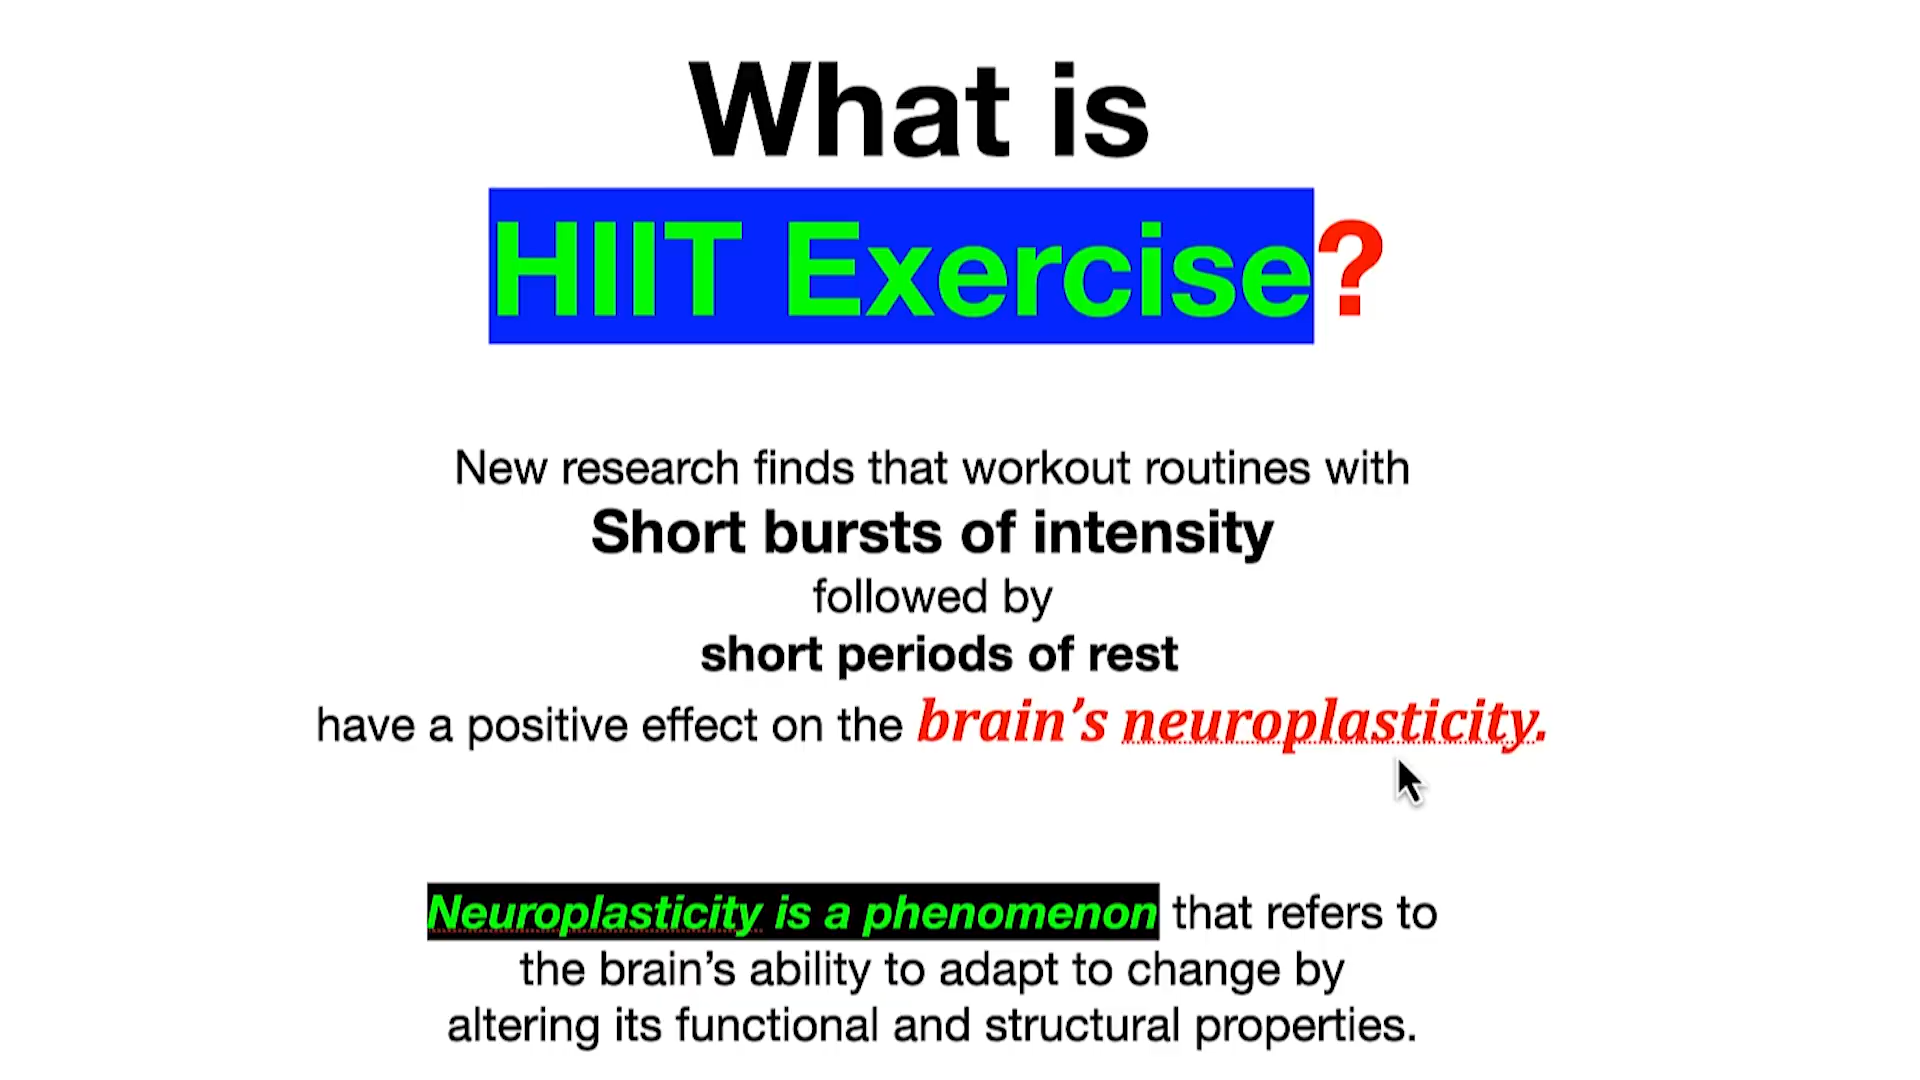 What is
HIIT Exercise?
New research finds that workout routines with
Short bursts of intensity
followed by
short periods of rest
have a positive effect on the brain’s neuroplasticity.
Neuroplasticity is a phenomenon that refers to
the brain’s ability to adapt to change by
altering its functional and structural properties.